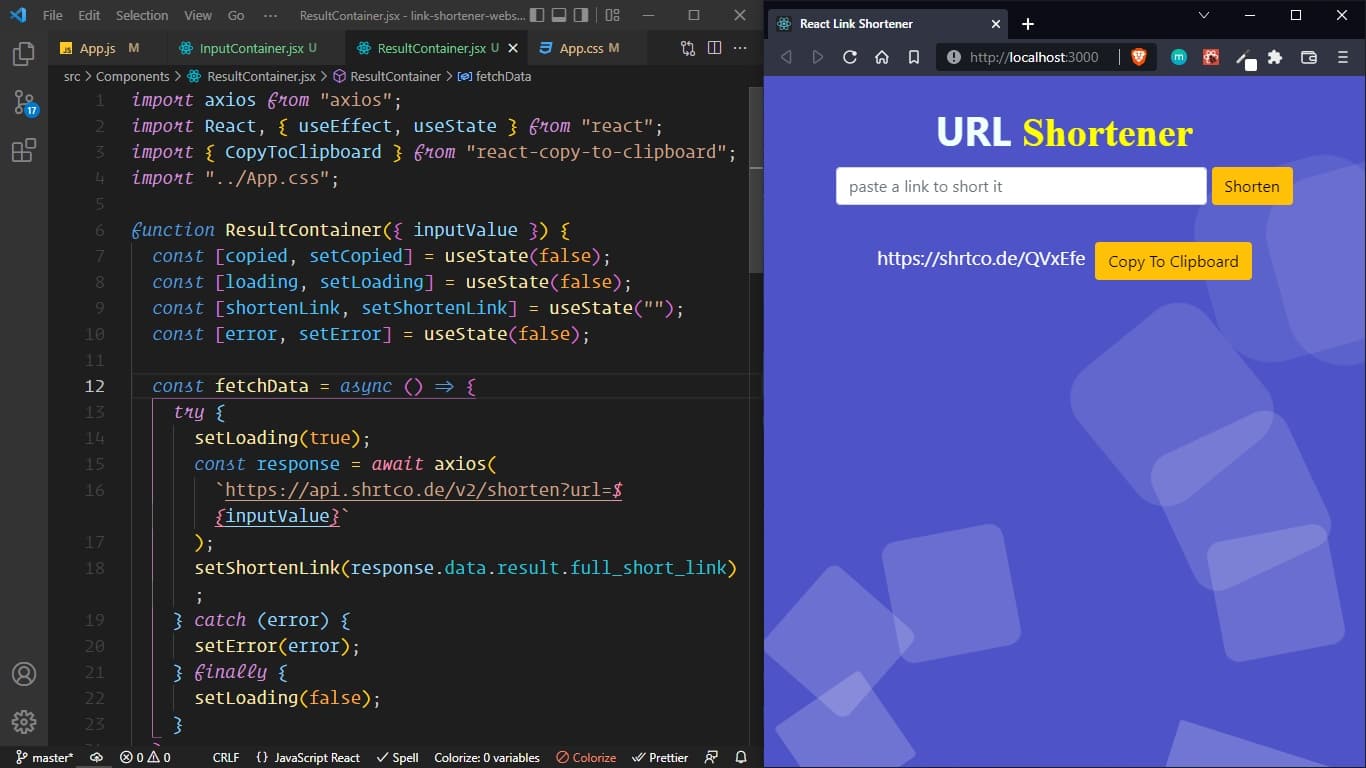 File Edit Selection View Go ··· ResultContainer.jsx - link-shortener-webs...
App.js M InputContainer.jsx U ResultContainer.jsx U App.css M ···
src > Components > ResultContainer.jsx > ResultContainer > fetchData
1 import axios from "axios";
2 import React, { useEffect, useState } from "react";
3 import { CopyToClipboard } from "react-copy-to-clipboard";
4 import "../App.css";
5
6 function ResultContainer({ inputValue }) {
7 const [copied, setCopied] = useState(false);
8 const [loading, setLoading] = useState(false);
9 const [shortenLink, setShortenLink] = useState("");
10 const [error, setError] = useState(false);
11
12 const fetchData = async () => {
13 try {
14 setLoading(true);
15 const response = await axios(
16 `https://api.shrtco.de/v2/shorten?url=$
{inputValue}`
17 );
18 setShortenLink(response.data.result.full_short_link)
;
19 } catch (error) {
20 setError(error);
21 } finally {
22 setLoading(false);
23 }
17
master* 0 0 CRLF {} JavaScript React Spell Colorize: 0 variables Colorize Prettier
React Link Shortener
http://localhost:3000
m
URL Shortener
paste a link to short it Shorten
https://shrtco.de/QVxEfe Copy To Clipboard